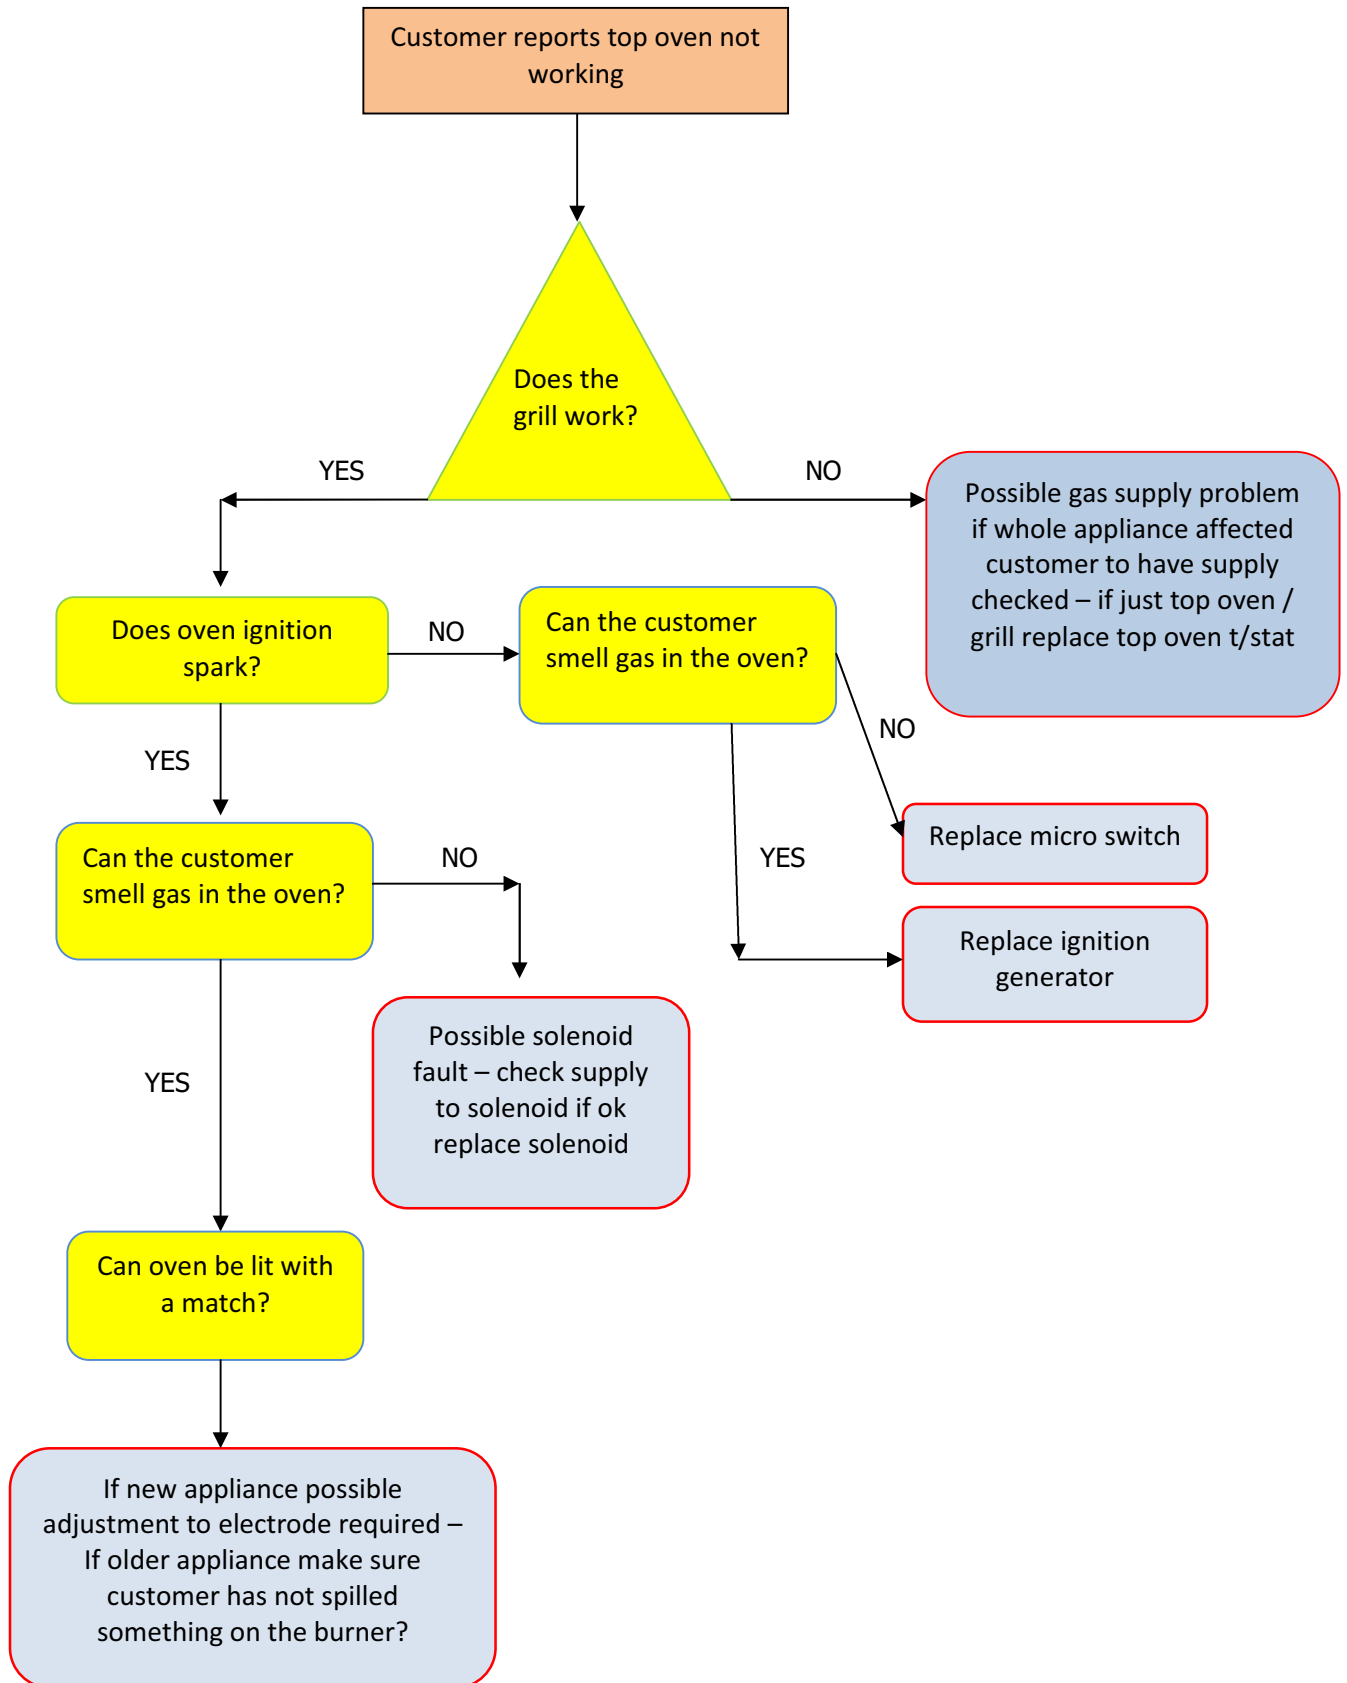 Customer reports top oven not
working
Does the
grill work?
YES
NO
Possible gas supply problem
if whole appliance affected
customer to have supply
checked – if just top oven /
grill replace top oven t/stat
Does oven ignition
spark?
NO
Can the customer
smell gas in the oven?
NO
YES
Replace micro switch
YES
Replace ignition
generator
Can the customer
smell gas in the oven?
NO
Possible solenoid
fault – check supply
to solenoid if ok
replace solenoid
YES
Can oven be lit with
a match?
If new appliance possible
adjustment to electrode required –
If older appliance make sure
customer has not spilled
something on the burner?